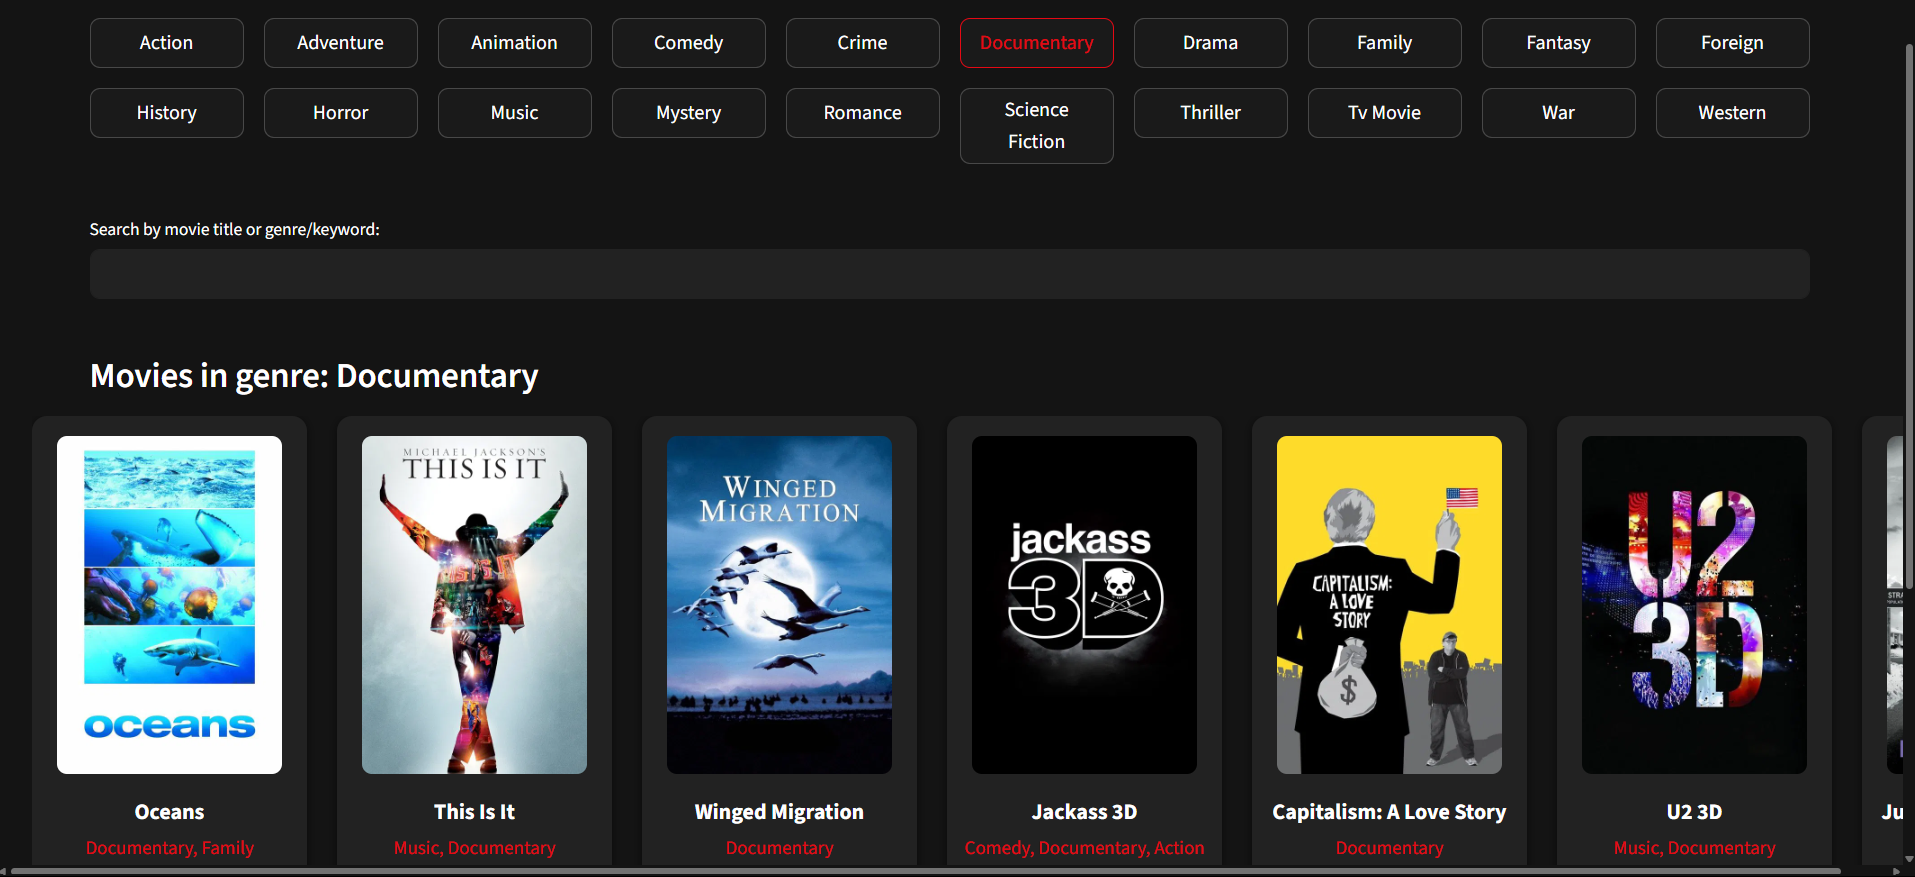 Action Adventure Animation Comedy Crime Documentary Drama Family Fantasy Foreign
History Horror Music Mystery Romance Science Fiction Thriller Tv Movie War Western
Search by movie title or genre/keyword:
Movies in genre: Documentary
oceans
MICHAEL JACKSON'S
THIS IS IT
WINGED
MIGRATION
jackass
3D
CAPITALISM:
A LOVE
STORY
$
U2
3D
STRA
Oceans This Is It Winged Migration Jackass 3D Capitalism: A Love Story U2 3D Ju
Documentary, Family Music, Documentary Documentary Comedy, Documentary, Action Documentary Music, Documentary